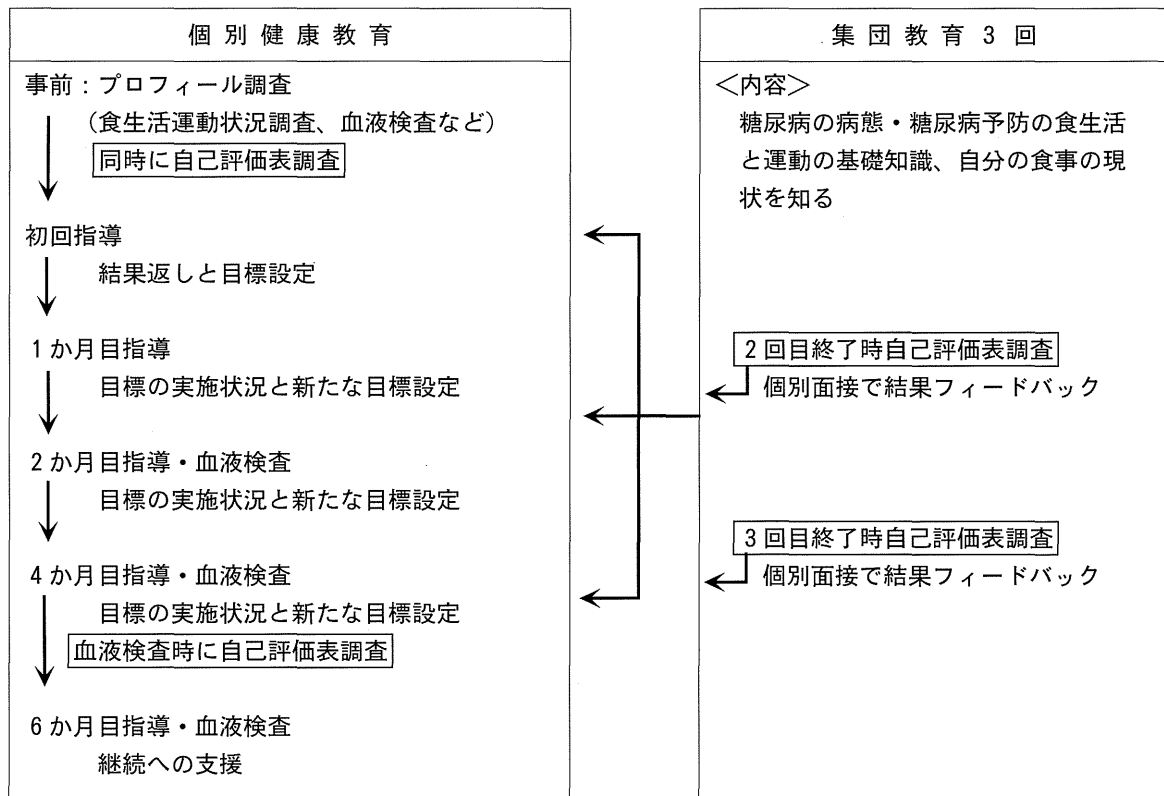 個別健康教育
事前：プロフィール調査
（食生活運動状況調査、血液検査など）
同時に自己評価表調査
初回指導
結果返しと目標設定
1か月目指導
目標の実施状況と新たな目標設定
2か月目指導・血液検査
目標の実施状況と新たな目標設定
4か月目指導・血液検査
目標の実施状況と新たな目標設定
血液検査時に自己評価表調査
6か月目指導・血液検査
継続への支援
集団教育3回
＜内容＞
糖尿病の病態・糖尿病予防の食生活
と運動の基礎知識、自分の食事の現
状を知る
2回目終了時自己評価表調査
個別面接で結果フィードバック
3回目終了時自己評価表調査
個別面接で結果フィードバック